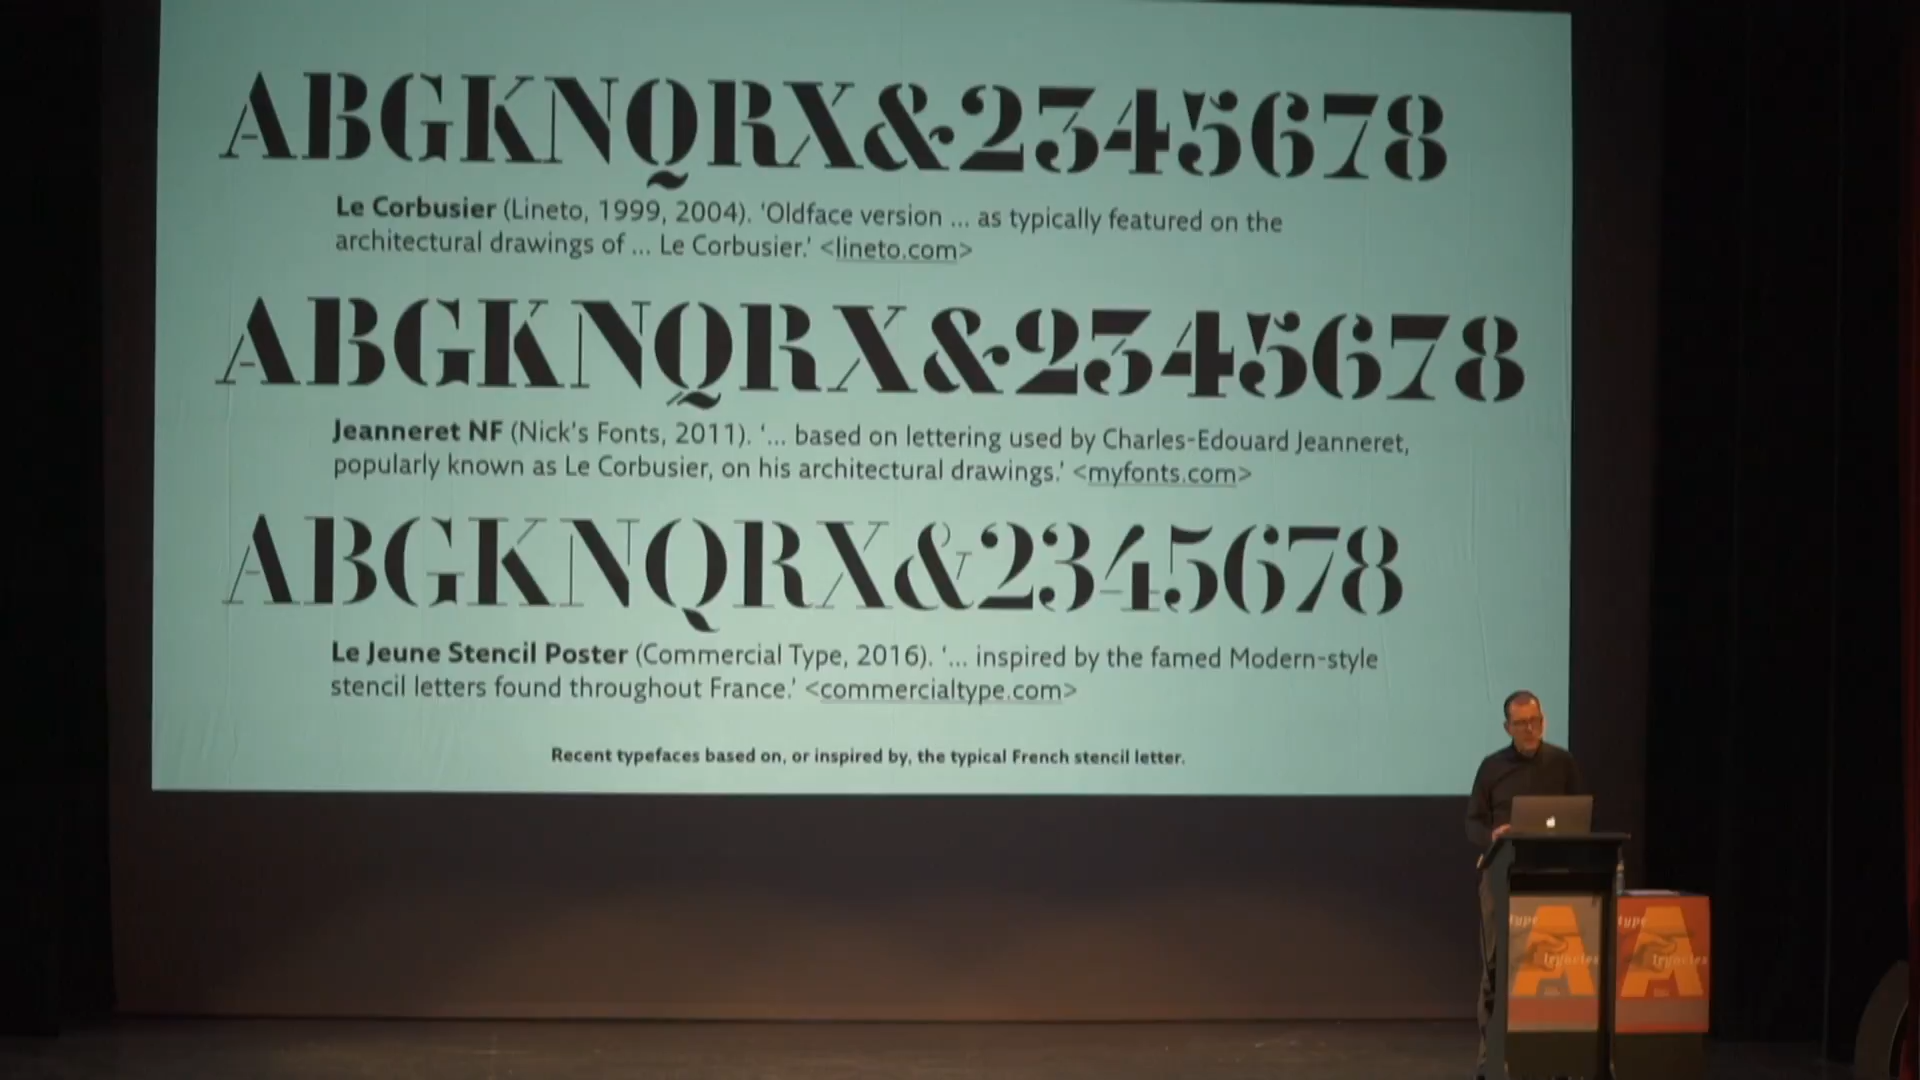 ABGKNQRX&2345678
Le Corbusier (Lineto, 1999, 2004). ‘Oldface version ... as typically featured on the
architectural drawings of ... Le Corbusier.’ <lineto.com>
ABGKNQRX&2345678
Jeanneret NF (Nick’s Fonts, 2011). ‘... based on lettering used by Charles-Edouard Jeanneret,
popularly known as Le Corbusier, on his architectural drawings.’ <myfonts.com>
ABGKNQRX&2345678
Le Jeune Stencil Poster (Commercial Type, 2016). ‘... inspired by the famed Modern-style
stencil letters found throughout France.’ <commercialtype.com>
Recent typefaces based on, or inspired by, the typical French stencil letter.
type
A
type
A